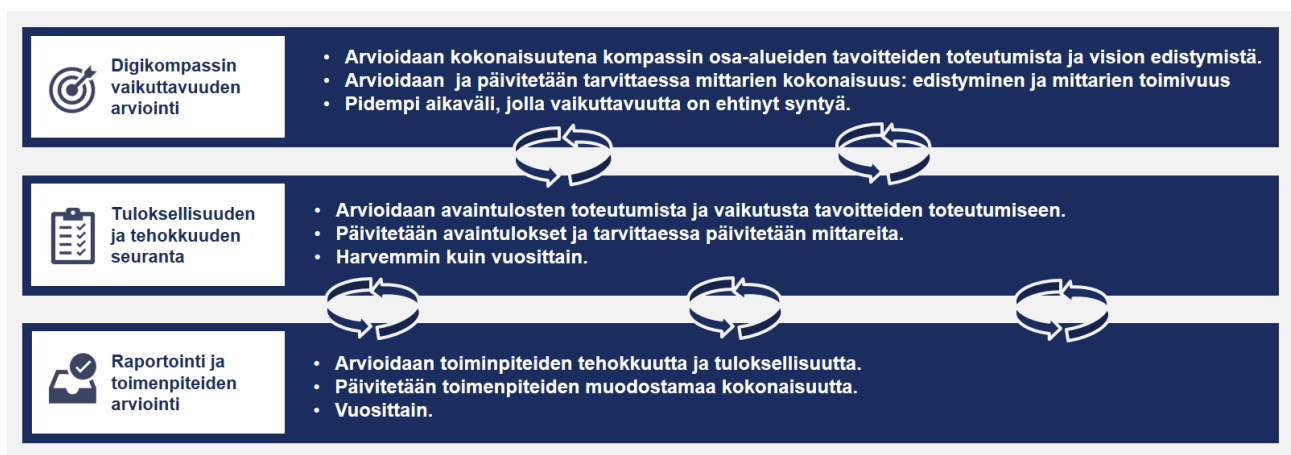 Digikompassin
vaikuttavuuden
arviointi
• Arvioidaan kokonaisuutena kompassin osa-alueiden tavoitteiden toteutumista ja vision edistymistä.
• Arvioidaan ja päivitetään tarvittaessa mittarien kokonaisuus: edistyminen ja mittarien toimivuus
• Pidempi aikaväli, jolla vaikuttavuutta on ehtinyt syntyä.
Tuloksellisuuden
ja tehokkuuden
seuranta
• Arvioidaan avaintulosten toteutumista ja vaikutusta tavoitteiden toteutumiseen.
• Päivitetään avaintulokset ja tarvittaessa päivitetään mittareita.
• Harvemmin kuin vuosittain.
Raportointi ja
toimenpiteiden
arviointi
• Arvioidaan toiminpiteiden tehokkuutta ja tuloksellisuutta.
• Päivitetään toimenpiteiden muodostamaa kokonaisuutta.
• Vuosittain.